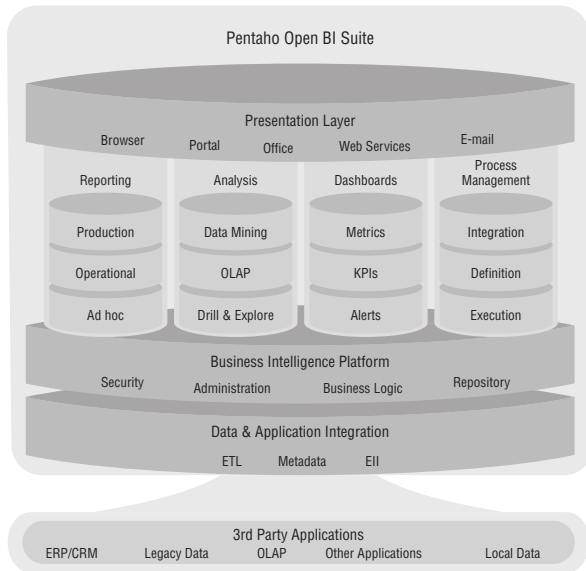 Pentaho Open BI Suite
Presentation Layer
Browser Portal Office Web Services E-mail
Reporting Analysis Dashboards Process Management
Production Data Mining Metrics Integration
Operational OLAP KPIs Definition
Ad hoc Drill & Explore Alerts Execution
Business Intelligence Platform
Security Administration Business Logic Repository
Data & Application Integration
ETL Metadata EII
3rd Party Applications
ERP/CRM Legacy Data OLAP Other Applications Local Data